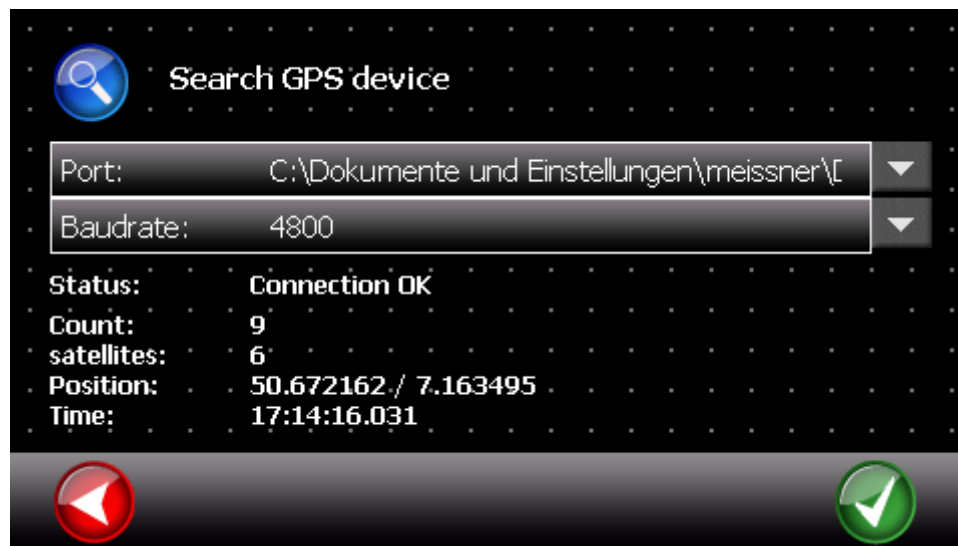 Search GPS device
Port: C:\Dokumente und Einstellungen\meissner\
Baudrate: 4800
Status: Connection OK
Count: 9
satellites: 6
Position: 50.672162 / 7.163495
Time: 17:14:16.031